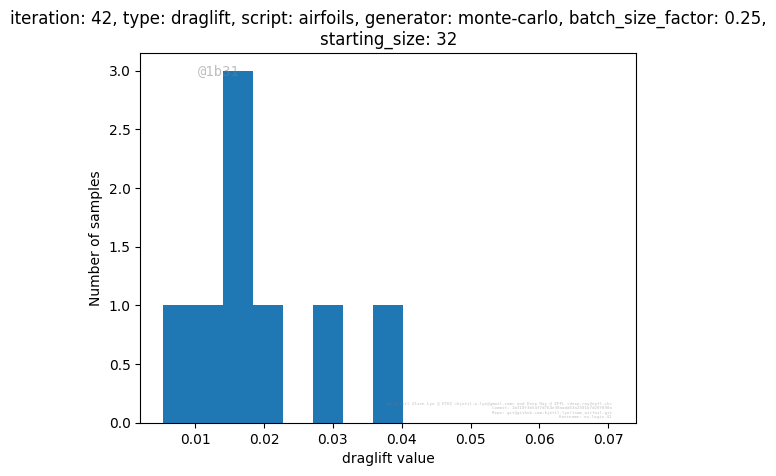 iteration: 42, type: draglift, script: airfoils, generator: monte-carlo, batch_size_factor: 0.25,
starting_size: 32
@1b31
3.0
2.5
2.0
1.5
1.0
0.5
0.0
Number of samples
0.01 0.02 0.03 0.04 0.05 0.06 0.07
draglift value